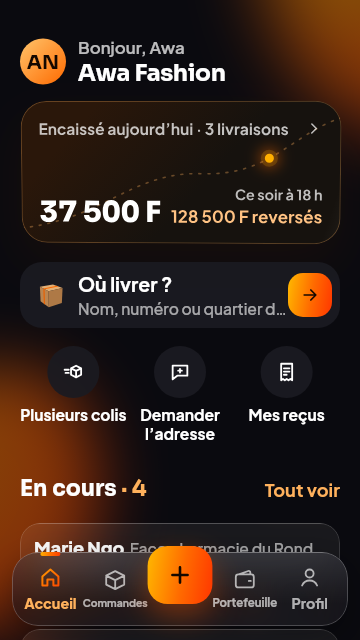 AN
Bonjour, Awa
Awa Fashion
Encaissé aujourd’hui · 3 livraisons
Ce soir à 18 h
37 500 F
128 500 F reversés
Où livrer ?
Nom, numéro ou quartier d…
Plusieurs colis
Demander
l’adresse
Mes reçus
En cours · 4
Tout voir
Marie Ngo
Accueil
Commandes
Portefeuille
Profil